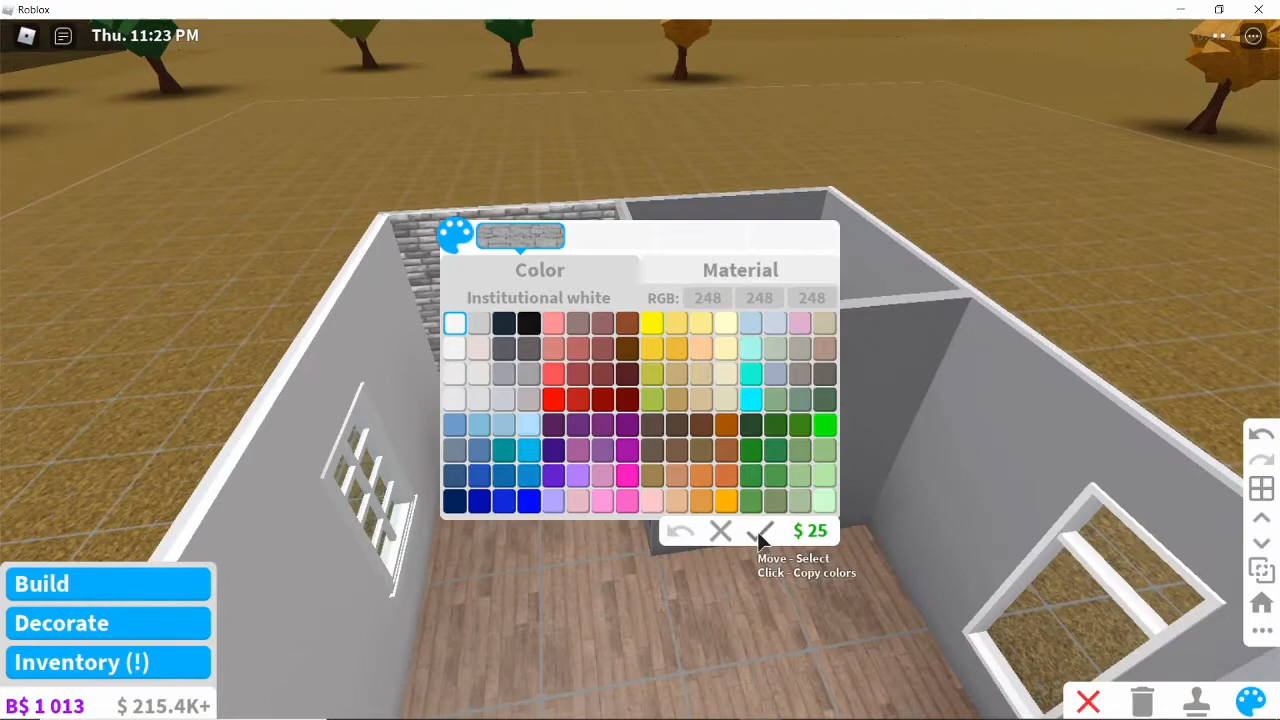 Roblox
Thu. 11:23 PM
Color
Material
Institutional white
RGB: 248 248 248
$ 25
Move - Select
Click - Copy colors
Build
Decorate
Inventory (!)
B$ 1 013 $ 215.4K+